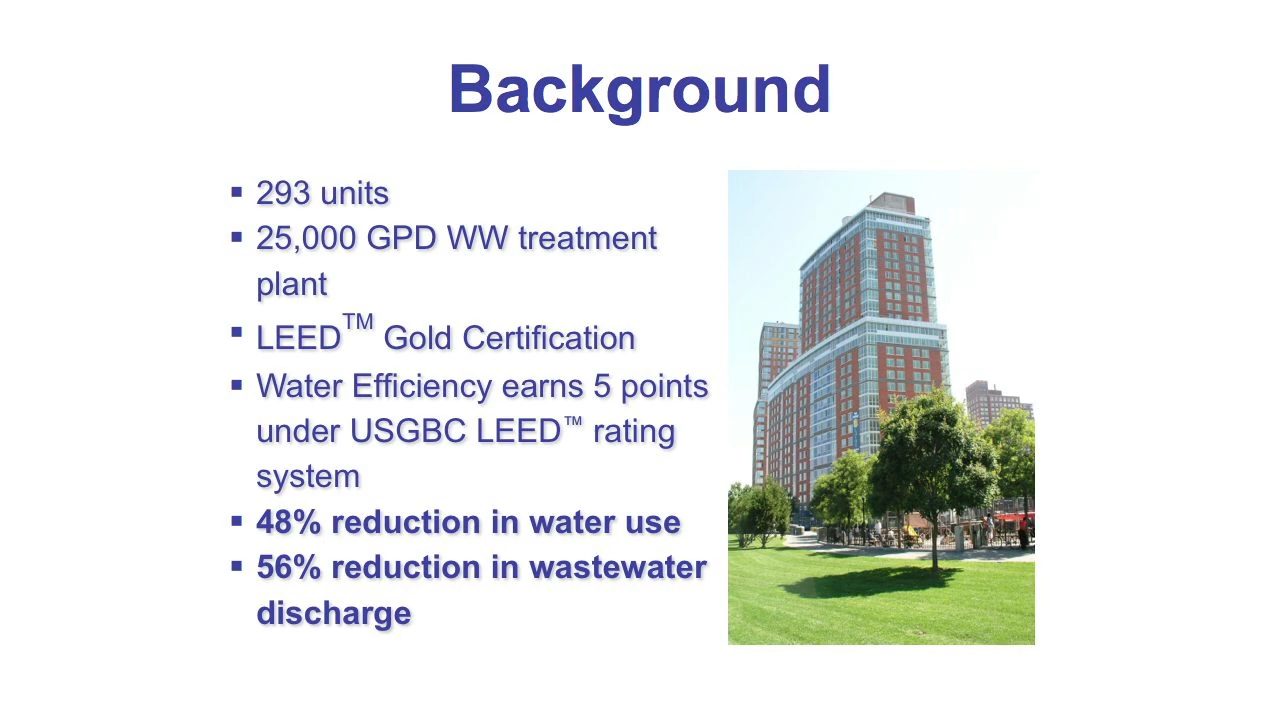 Background
▪ 293 units
▪ 25,000 GPD WW treatment
plant
▪ LEED™ Gold Certification
▪ Water Efficiency earns 5 points
under USGBC LEED™ rating
system
▪ 48% reduction in water use
▪ 56% reduction in wastewater
discharge